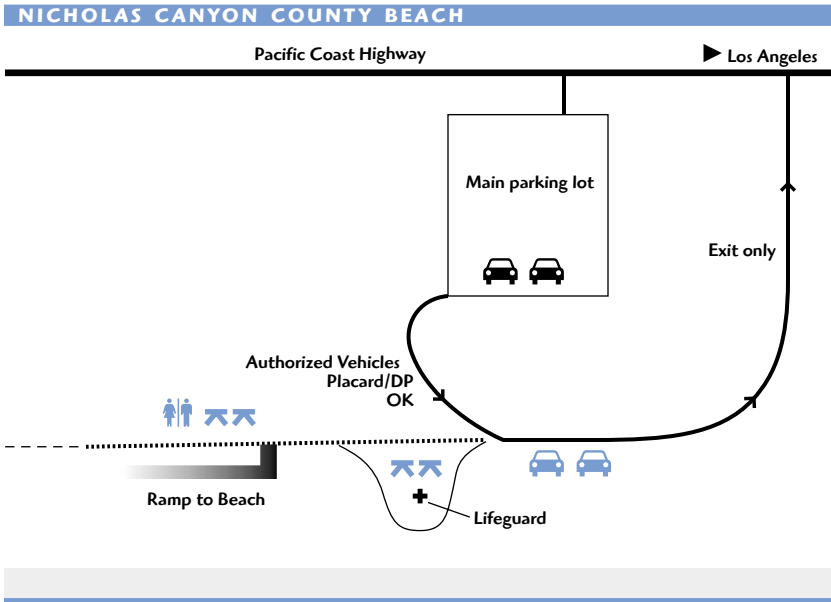 NICHOLAS CANYON COUNTY BEACH
Pacific Coast Highway
Los Angeles
Main parking lot
Exit only
Authorized Vehicles
Placard/DP
OK
Ramp to Beach
Lifeguard